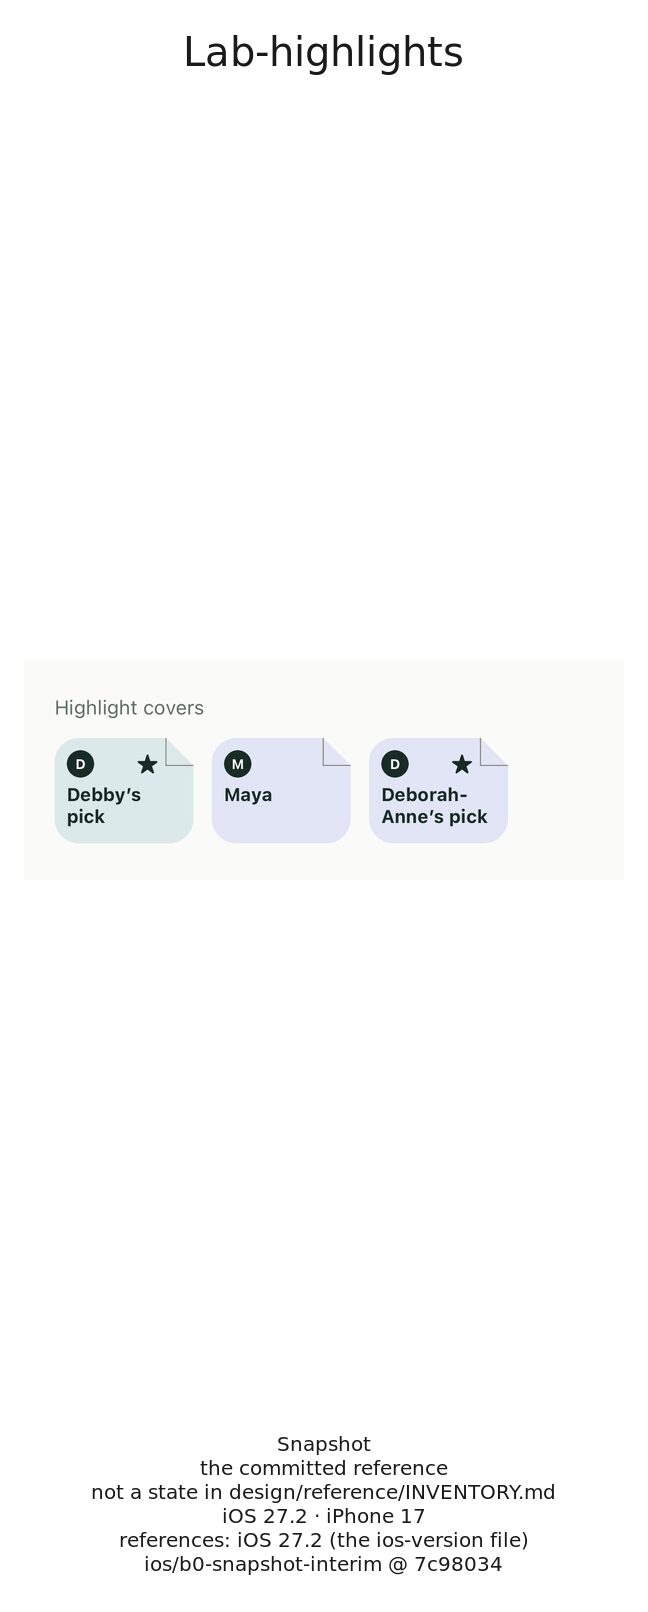 Lab-highlights
Highlight covers
D
Debby’s
pick
M
Maya
D
Deborah-
Anne’s pick
Snapshot
the committed reference
not a state in design/reference/INVENTORY.md
iOS 27.2 · iPhone 17
references: iOS 27.2 (the ios-version file)
ios/b0-snapshot-interim @ 7c98034